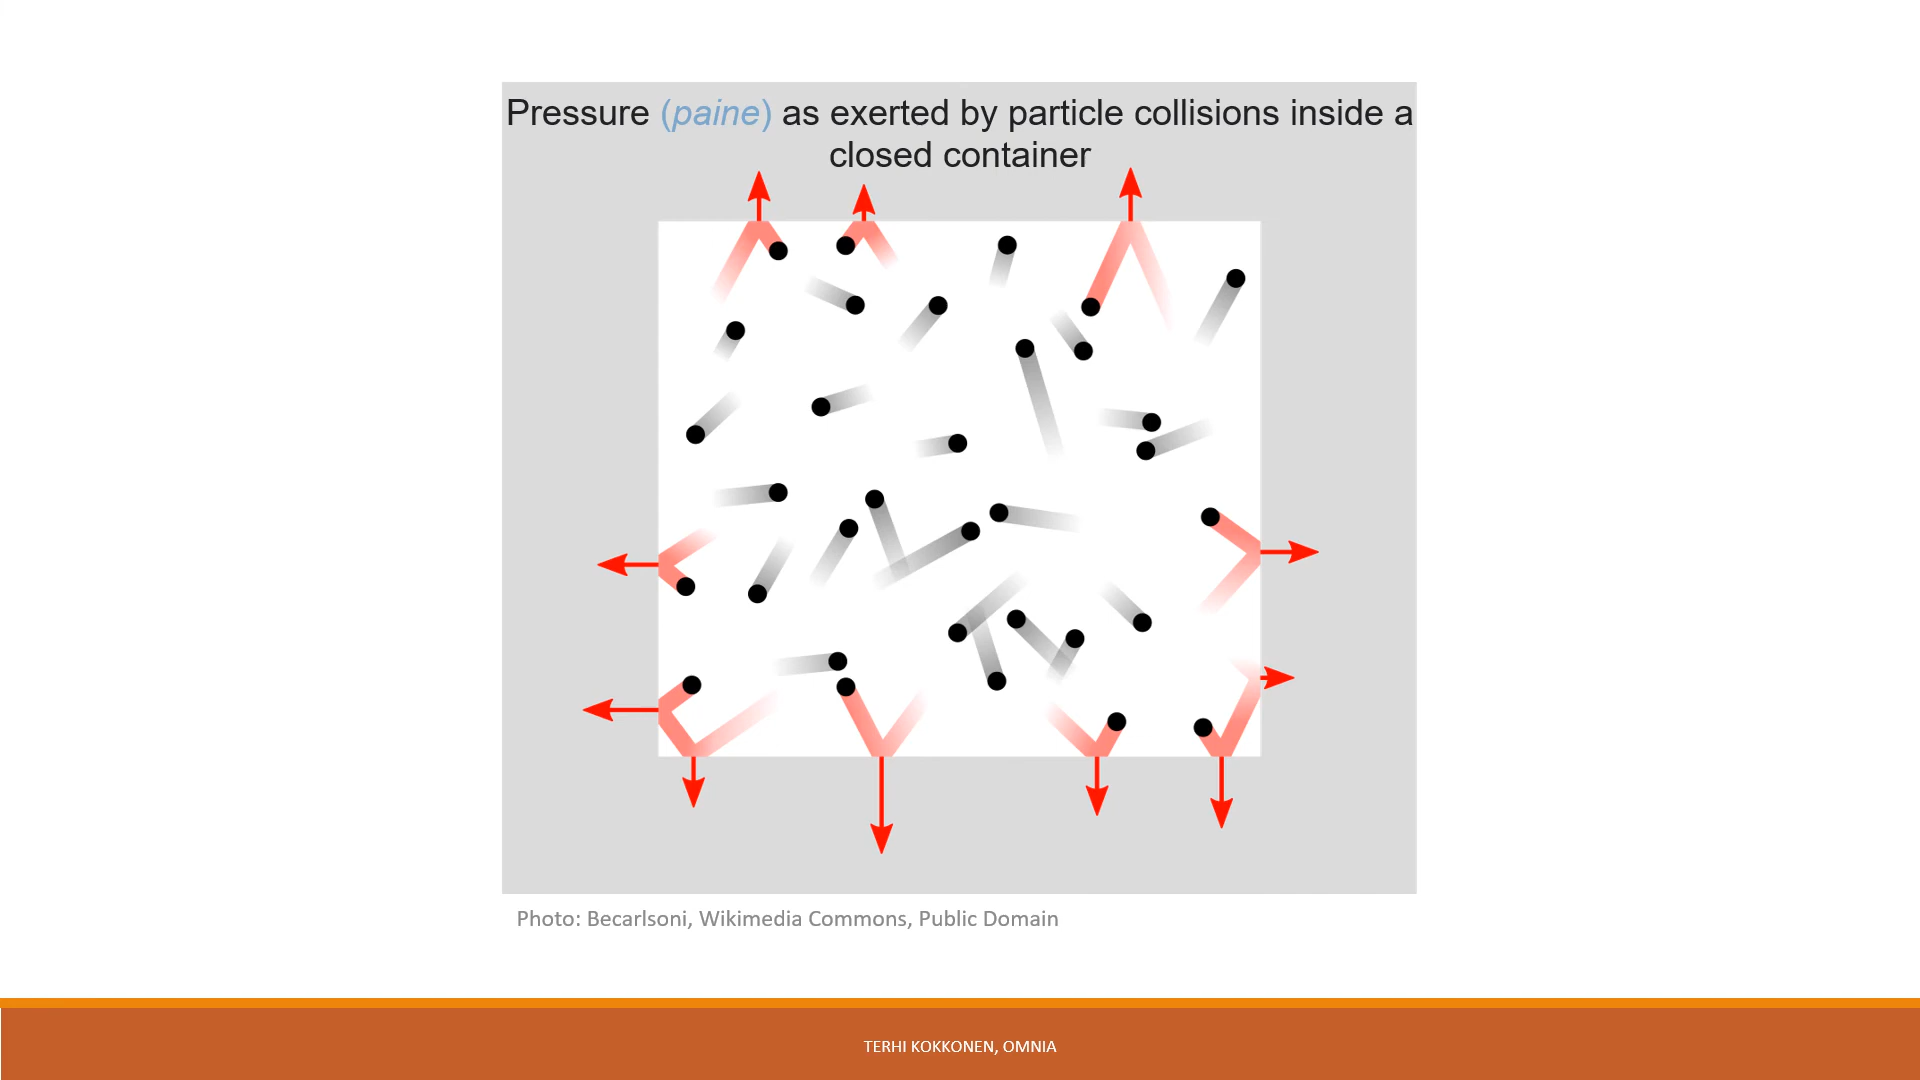 Pressure (paine) as exerted by particle collisions inside a
closed container
Photo: Becarlsoni, Wikimedia Commons, Public Domain
TERHI KOKKONEN, OMNIA